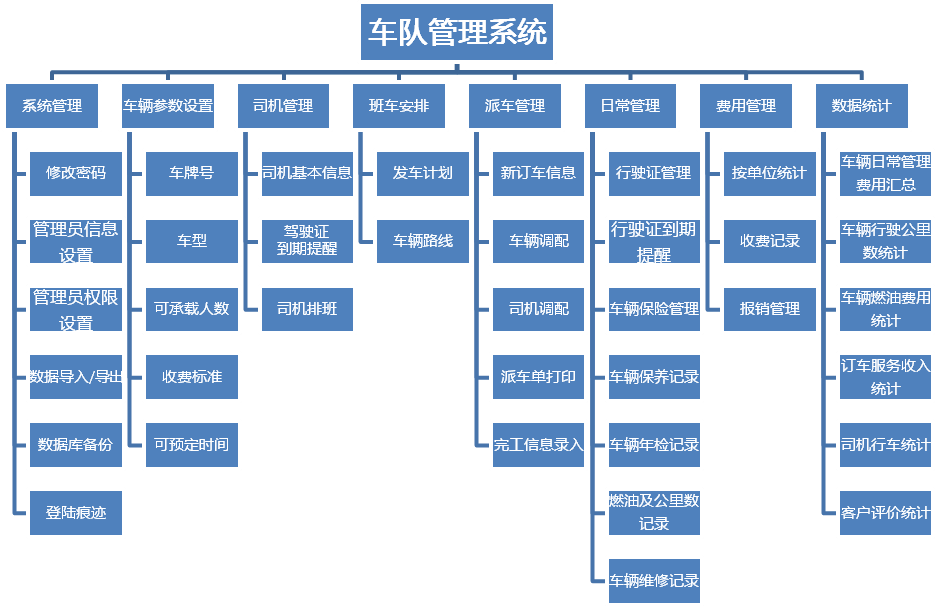 车队管理系统
系统管理
修改密码
管理员信息
设置
管理员权限
设置
数据导入/导出
数据库备份
登陆痕迹
车辆参数设置
车牌号
车型
可承载人数
收费标准
可预定时间
司机管理
司机基本信息
驾驶证
到期提醒
司机排班
班车安排
发车计划
车辆路线
派车管理
新订车信息
车辆调配
司机调配
派车单打印
完工信息录入
日常管理
行驶证管理
行驶证到期
提醒
车辆保险管理
车辆保养记录
车辆年检记录
燃油及公里数
记录
车辆维修记录
费用管理
按单位统计
收费记录
报销管理
数据统计
车辆日常管理
费用汇总
车辆行驶公里
数统计
车辆燃油费用
统计
订车服务收入
统计
司机行车统计
客户评价统计